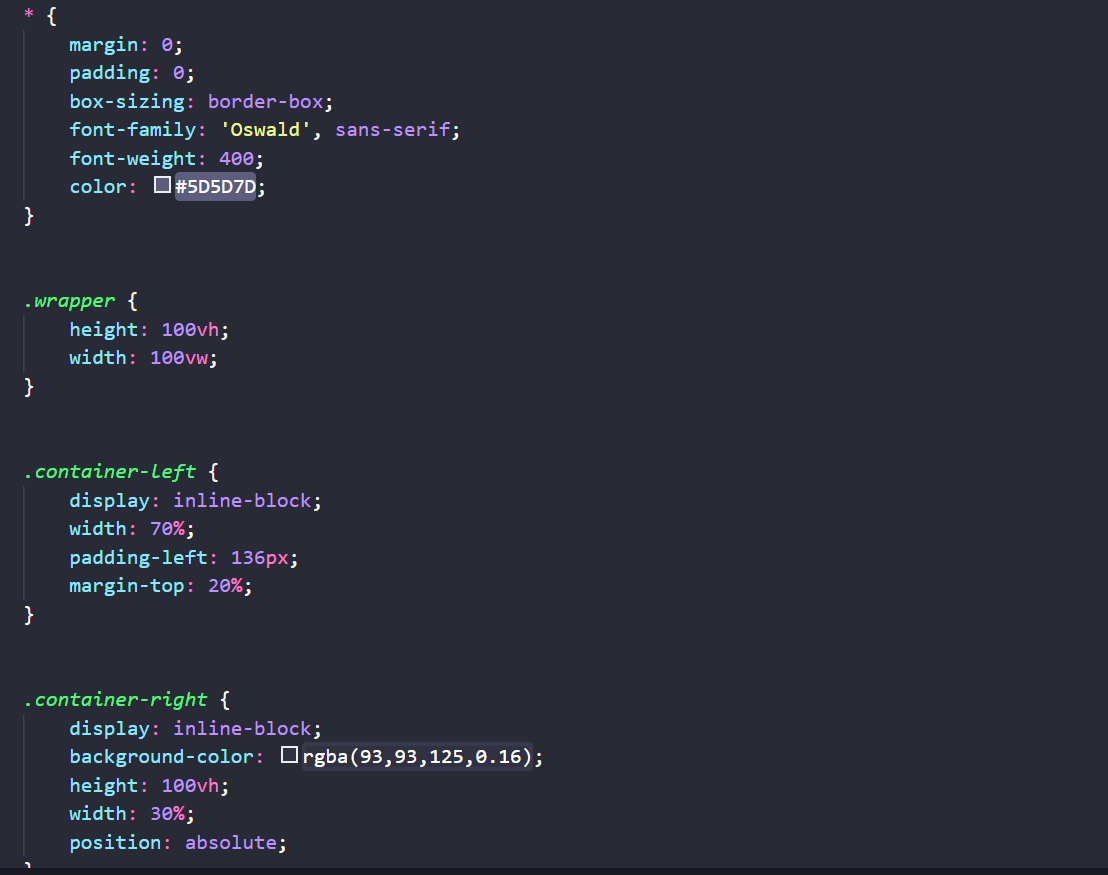 * {
    margin: 0;
    padding: 0;
    box-sizing: border-box;
    font-family: 'Oswald', sans-serif;
    font-weight: 400;
    color: #5D5D7D;
}
.wrapper {
    height: 100vh;
    width: 100vw;
}
.container-left {
    display: inline-block;
    width: 70%;
    padding-left: 136px;
    margin-top: 20%;
}
.container-right {
    display: inline-block;
    background-color: rgba(93,93,125,0.16);
    height: 100vh;
    width: 30%;
    position: absolute;
}